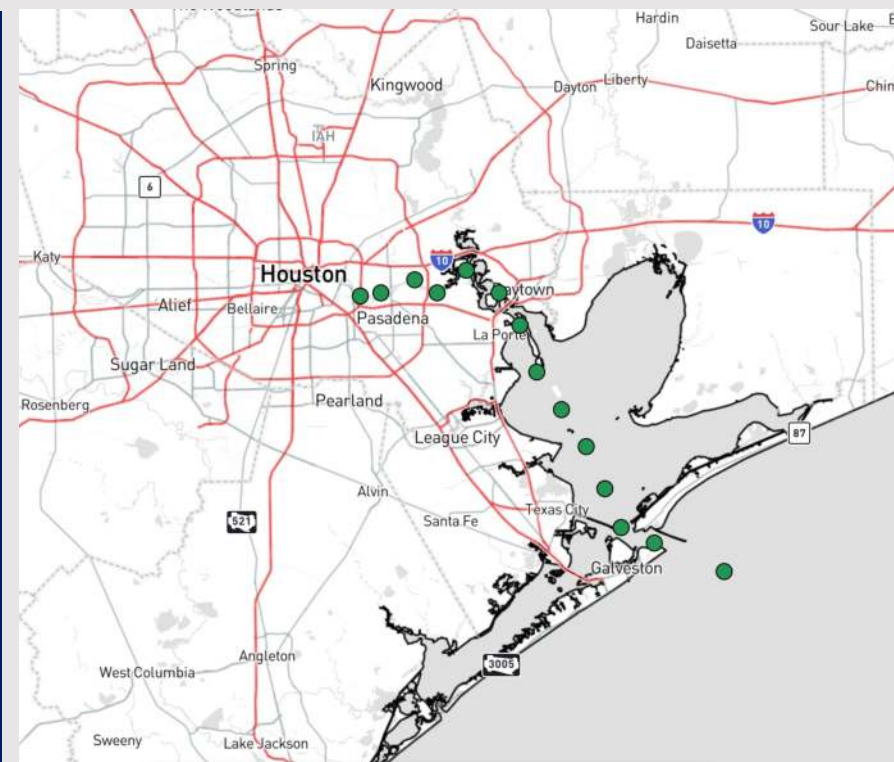 Hardin
Sour Lake
Daisetta
Spring
Kingwood
Dayton
Liberty
IAH
6
10
10
Katy
Houston
Alief
Bellaire
Pasadena
La Porte
Sugar Land
Rosenberg
Pearland
87
League City
Alvin
521
Santa Fe
Texas City
Galveston
3005
Angleton
West Columbia
Sweeny
Lake Jackson